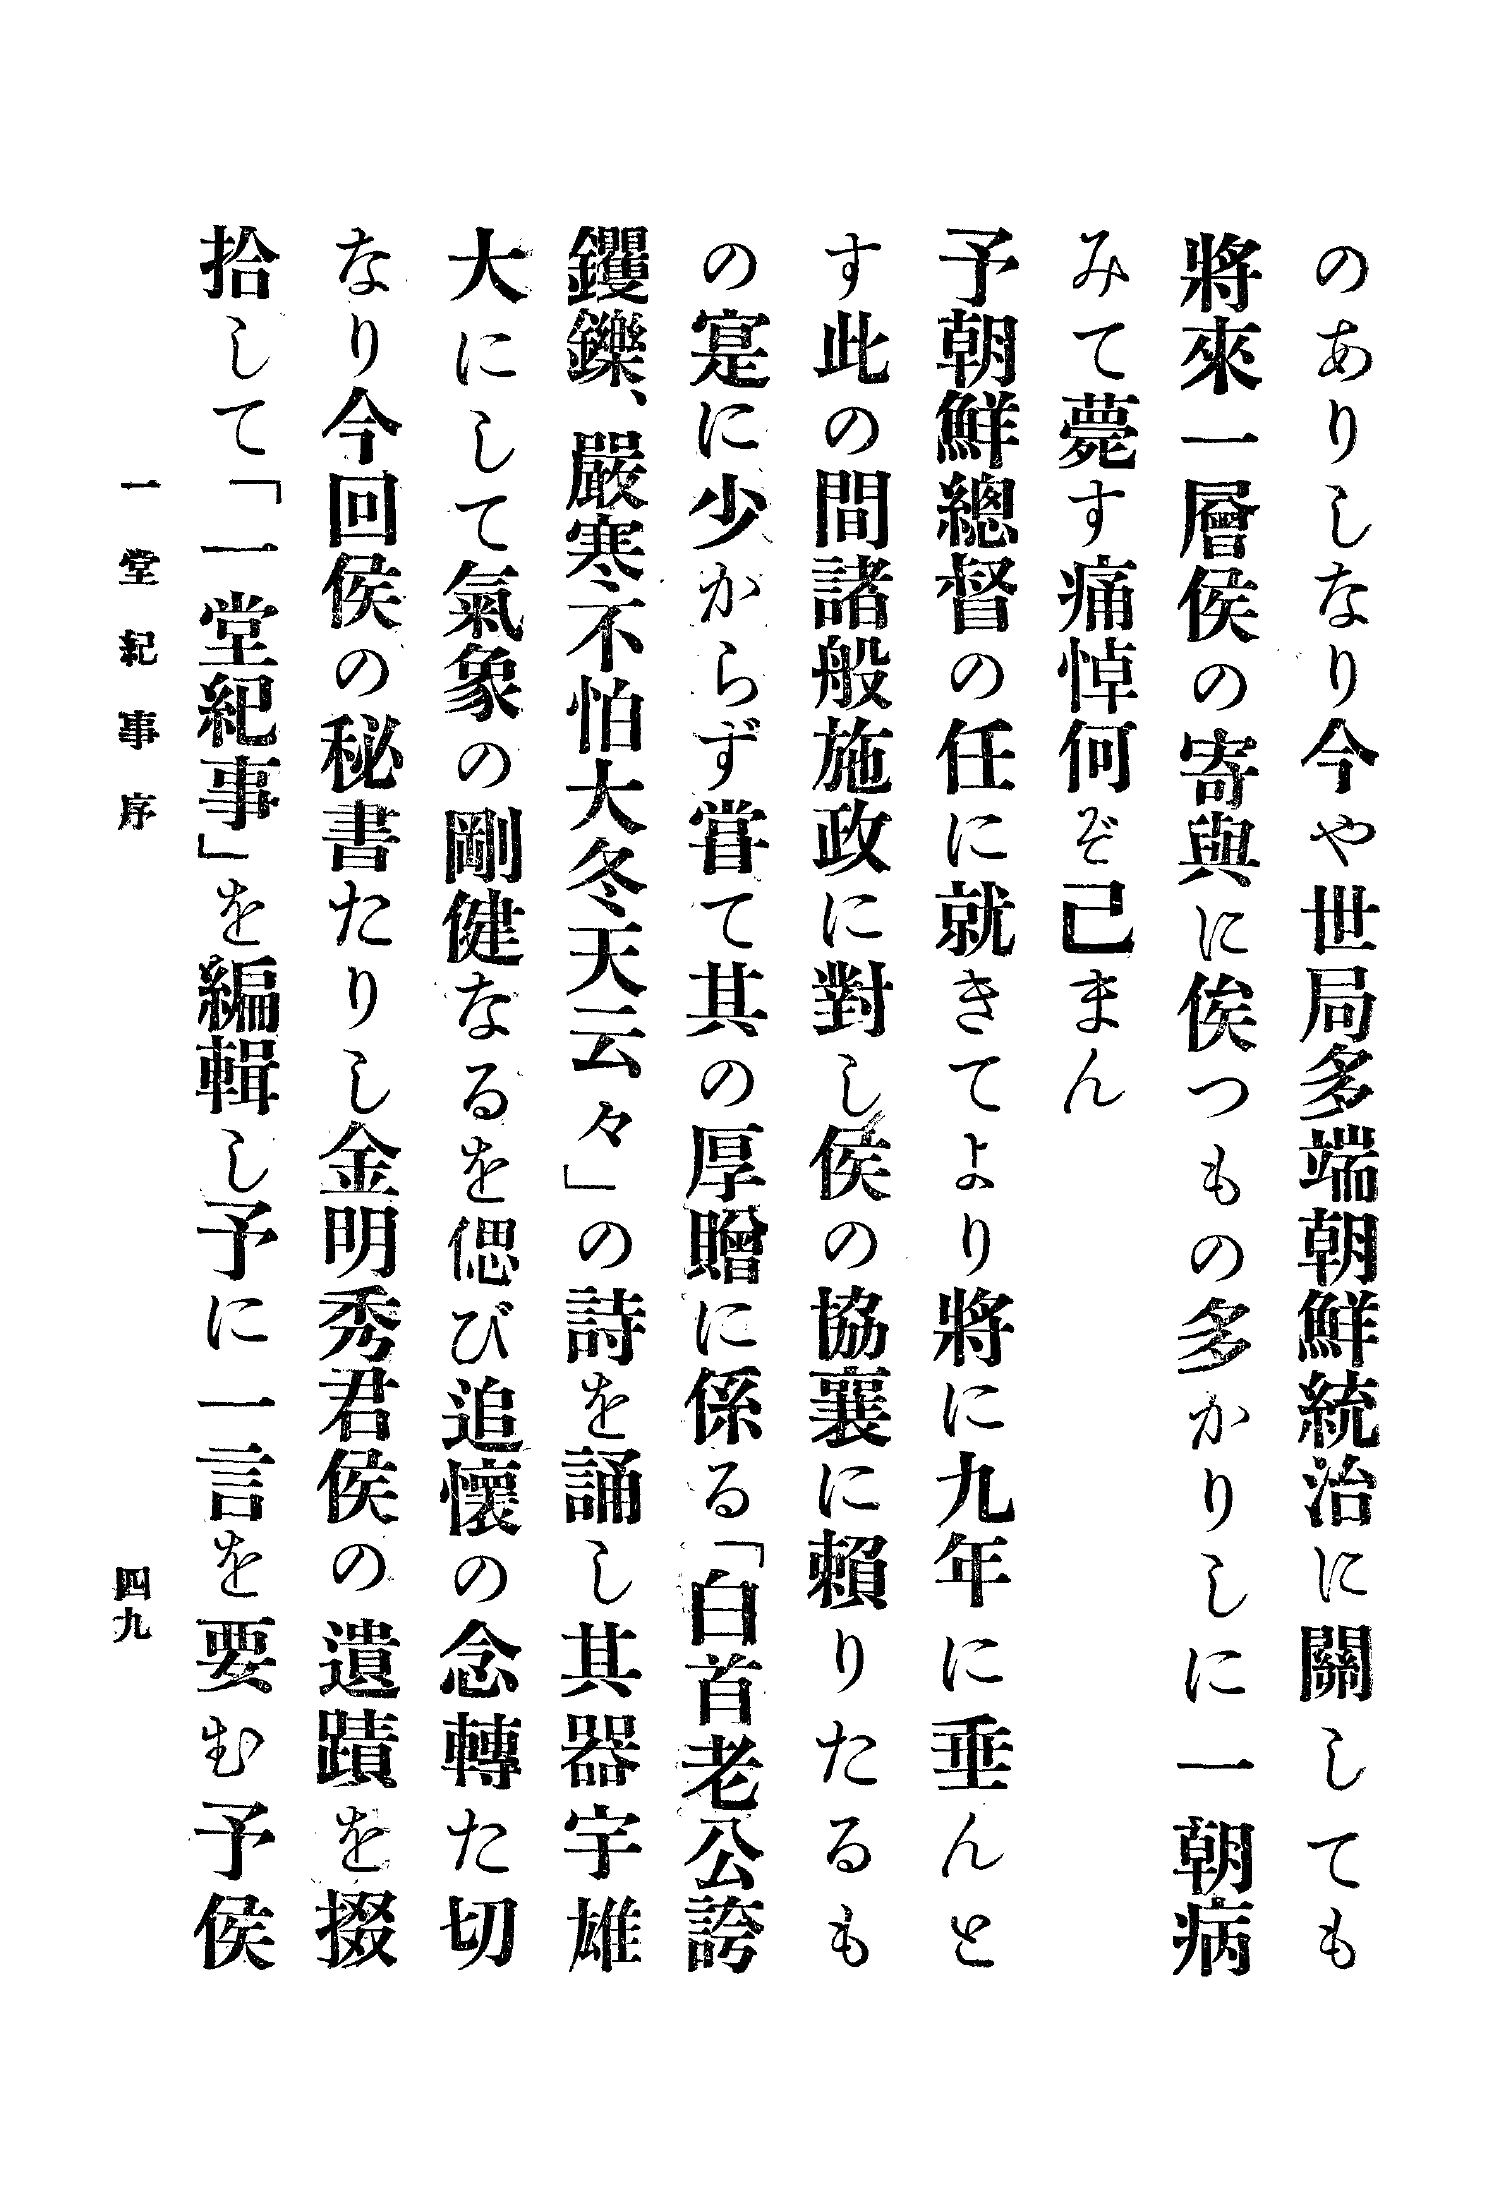 のありしなり今や世局多端朝鮮統治に關しても
將來一層侯の寄與に俟つもの多かりしに一朝病
みて薨す痛悼何ぞ已まん
予朝鮮總督の任に就きてより將に九年に垂んと
す此の間諸般施政に對し侯の協襄に賴りたるも
の寔に少からず甞て其の厚贈に係る「白首老公誇
钁鑠、嚴寒不怕大冬天云々」の詩を誦し其器宇雄
大にして氣象の剛健なるを偲び追懷の念轉た切
なり今回侯の秘書たりし金明秀君侯の遺蹟を掇
拾して「一堂紀事」を編輯し予に一言を要む予侯
一堂紀事序
四九